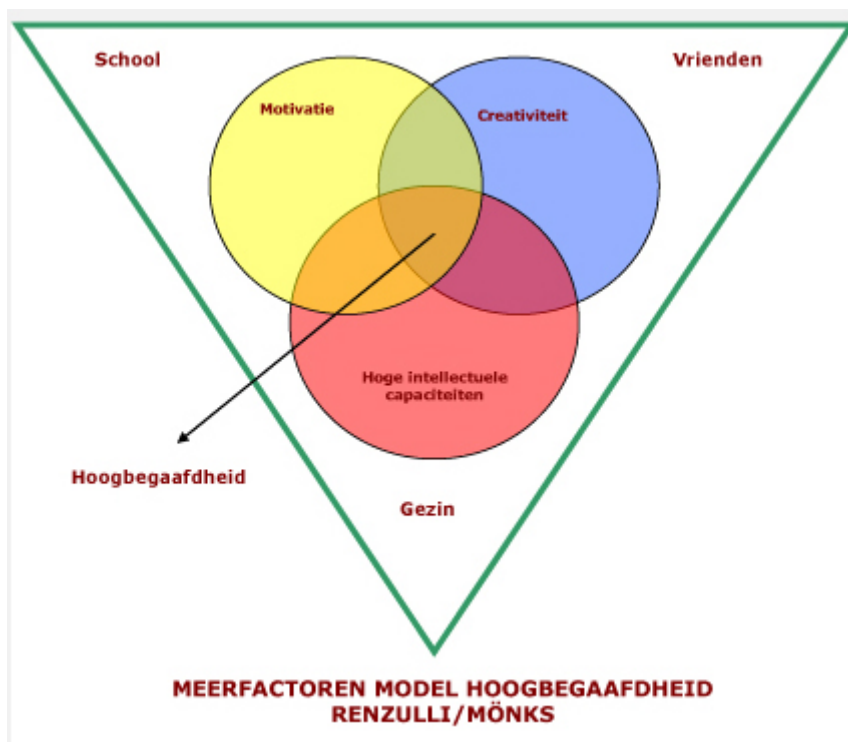 School
Vrienden
Motivatie
Creativiteit
Hoge intellectuele
capaciteiten
Hoogbegaafdheid
Gezin
MEERFACTOREN MODEL HOOGBEGAAFDHEID
RENZULLI/MÖNKS